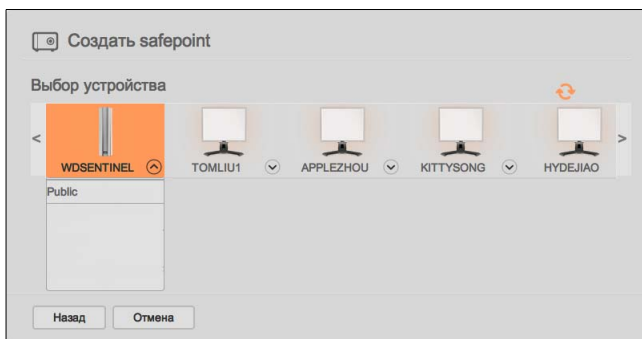 Создать safepoint
Выбор устройства
< WDSENTINEL TOMLIU1 APPLEZHOU KITTYSONG HYDEJIAO >
Public
Назад Отмена